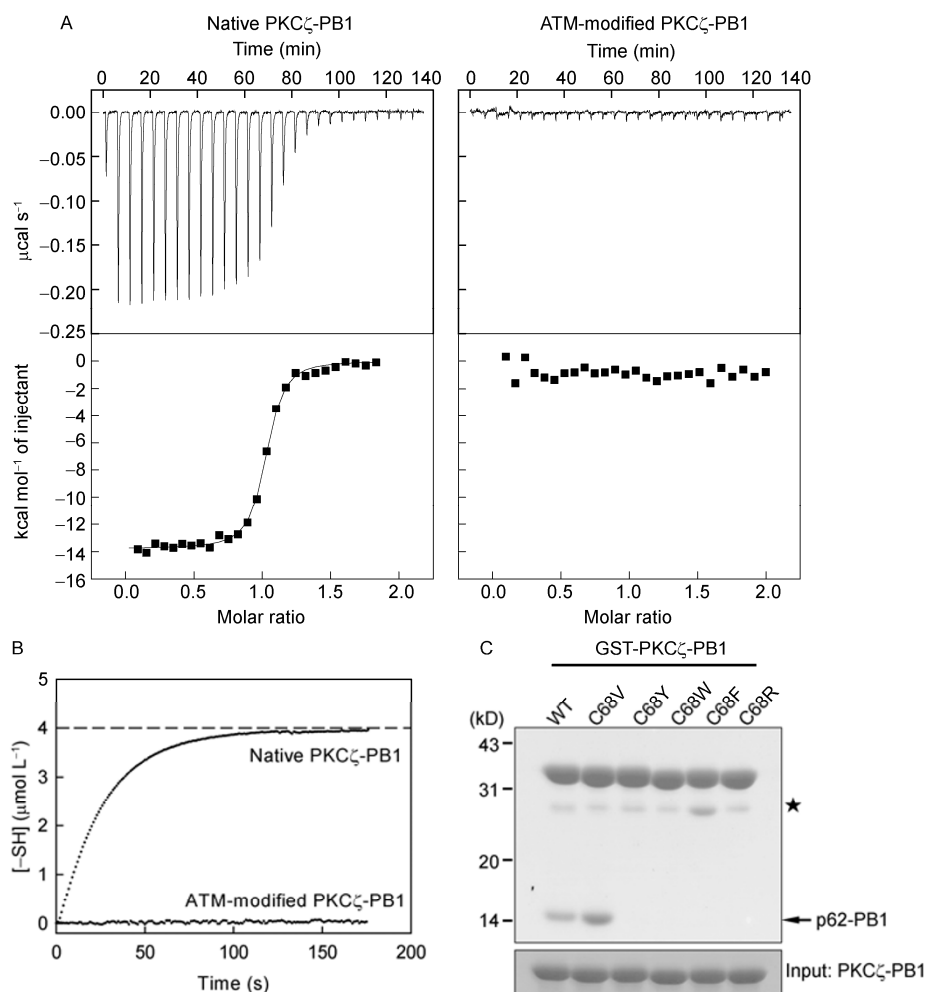 A
Native PKCζ-PB1
Time (min)
0 20 40 60 80 100 120 140
0.00
−0.05
−0.10
−0.15
−0.20
−0.25
μcal s⁻¹
0
−2
−4
−6
−8
−10
−12
−14
−16
kcal mol⁻¹ of injectant
0.0 0.5 1.0 1.5 2.0
Molar ratio
ATM-modified PKCζ-PB1
Time (min)
0 20 40 60 80 100 120 140
0.0 0.5 1.0 1.5 2.0
Molar ratio
B
5
4
3
2
1
0
[−SH] (μmol L⁻¹)
Native PKCζ-PB1
ATM-modified PKCζ-PB1
0 50 100 150 200
Time (s)
C
GST-PKCζ-PB1
WT C68V C68Y C68W C68F C68R
(kD)
43
31
20
14
★
p62-PB1
Input: PKCζ-PB1